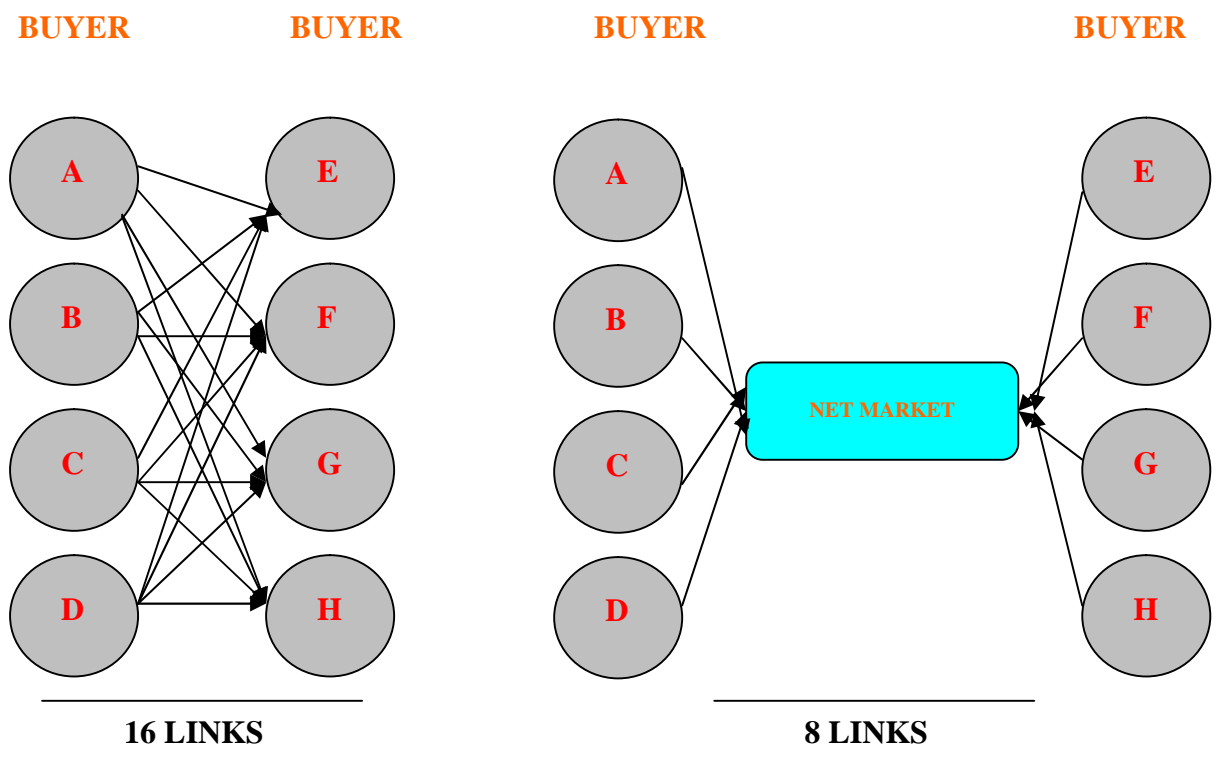 BUYER BUYER BUYER BUYER
A E A E
B F B F
NET MARKET
C G C G
D H D H
16 LINKS 8 LINKS